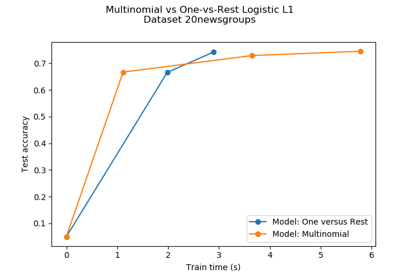 Multinomial vs One-vs-Rest Logistic L1
Dataset 20newsgroups
0.7
0.6
0.5
0.4
0.3
0.2
0.1
Test accuracy
Model: One versus Rest
Model: Multinomial
0 1 2 3 4 5 6
Train time (s)